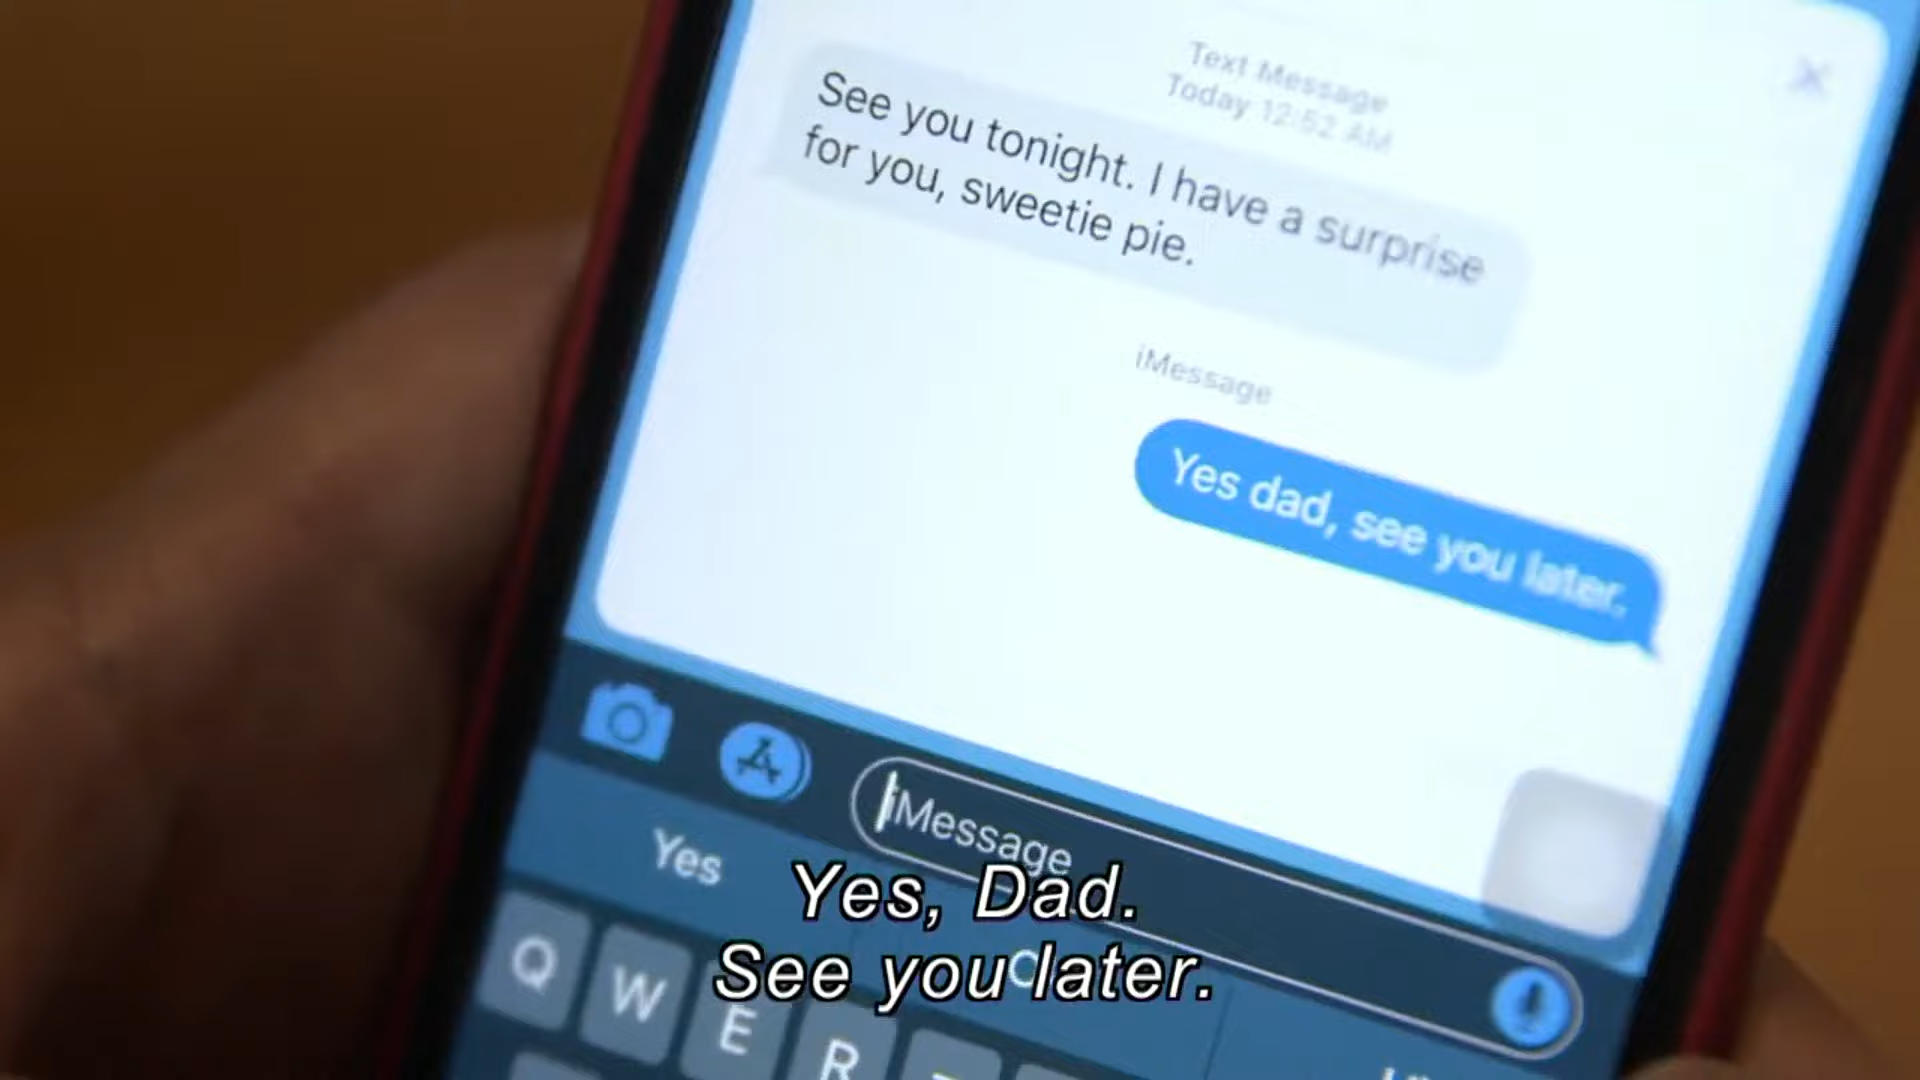 Text Message
Today 12:52 AM
See you tonight. I have a surprise
for you, sweetie pie.
iMessage
Yes dad, see you later.
iMessage
Yes
Q W E R
Yes, Dad.
See you later.